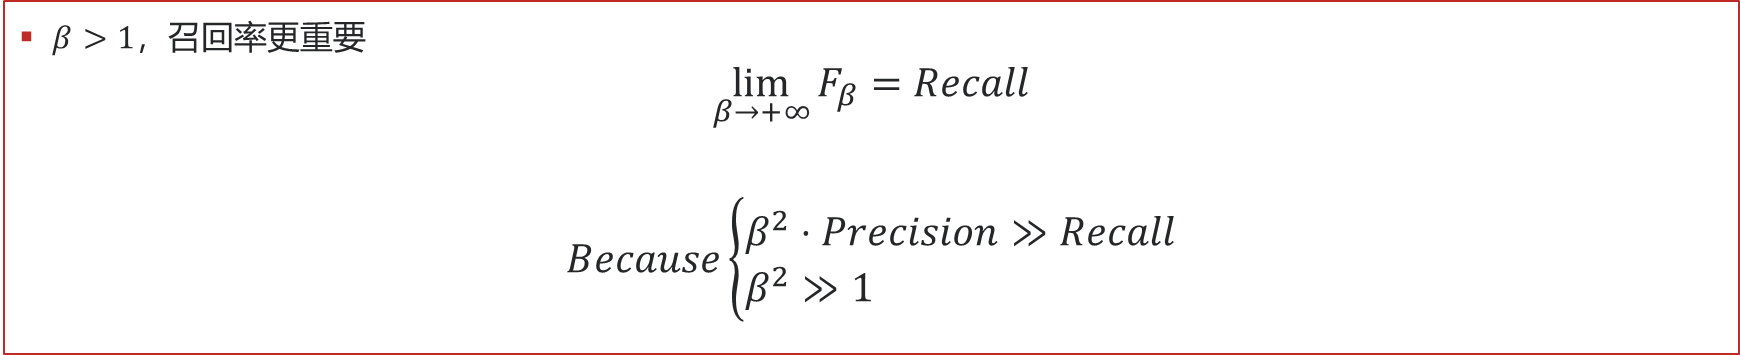 ▪ β > 1，召回率更重要
lim F_β = Recall
β→+∞
β² · Precision ≫ Recall
Because {
β² ≫ 1